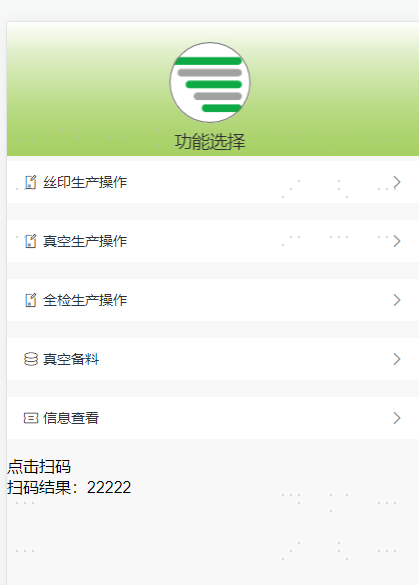 功能选择
丝印生产操作
真空生产操作
全检生产操作
真空备料
信息查看
点击扫码
扫码结果：22222